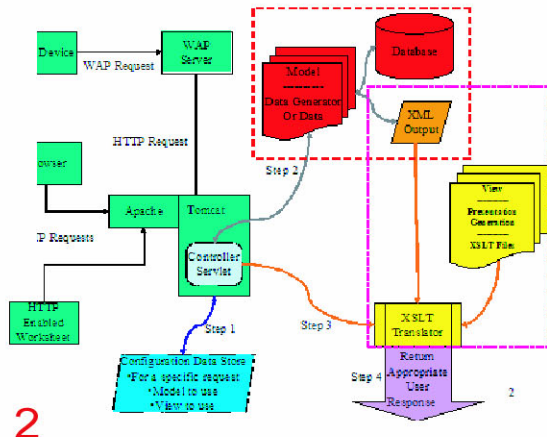 Device
WAP Request
WAP
Server
HTTP Request
owser
P Requests
Apache
Tomcat
Controller
Servlet
HTTP
Enabled
Worksheet
Step 1
Configuration Data Store
•For a specific request
•Model to use
•View to use
Step 2
Model
Data Generator
Or Data
Database
XML
Output
View
Presentation
Generation
XSLT Files
Step 3
XSLT
Translator
Step 4
Return
Appropriate
User
Response
2
2